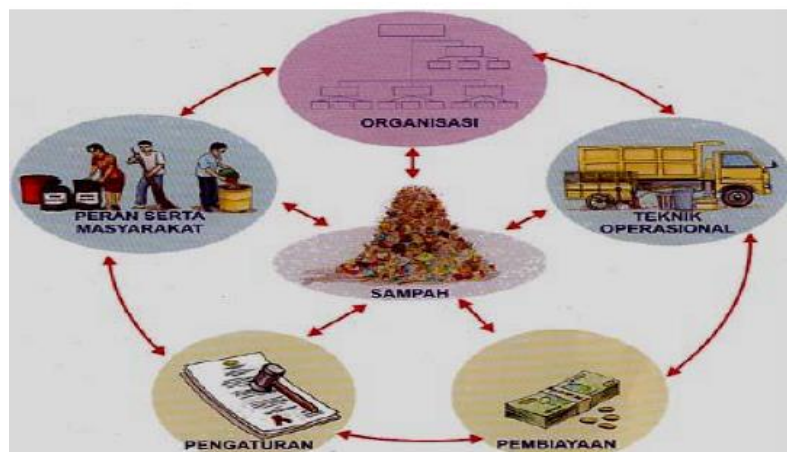 ORGANISASI
PERAN SERTA
MASYARAKAT
TEKNIK
OPERASIONAL
SAMPAH
PENGATURAN
PEMBIAYAAN